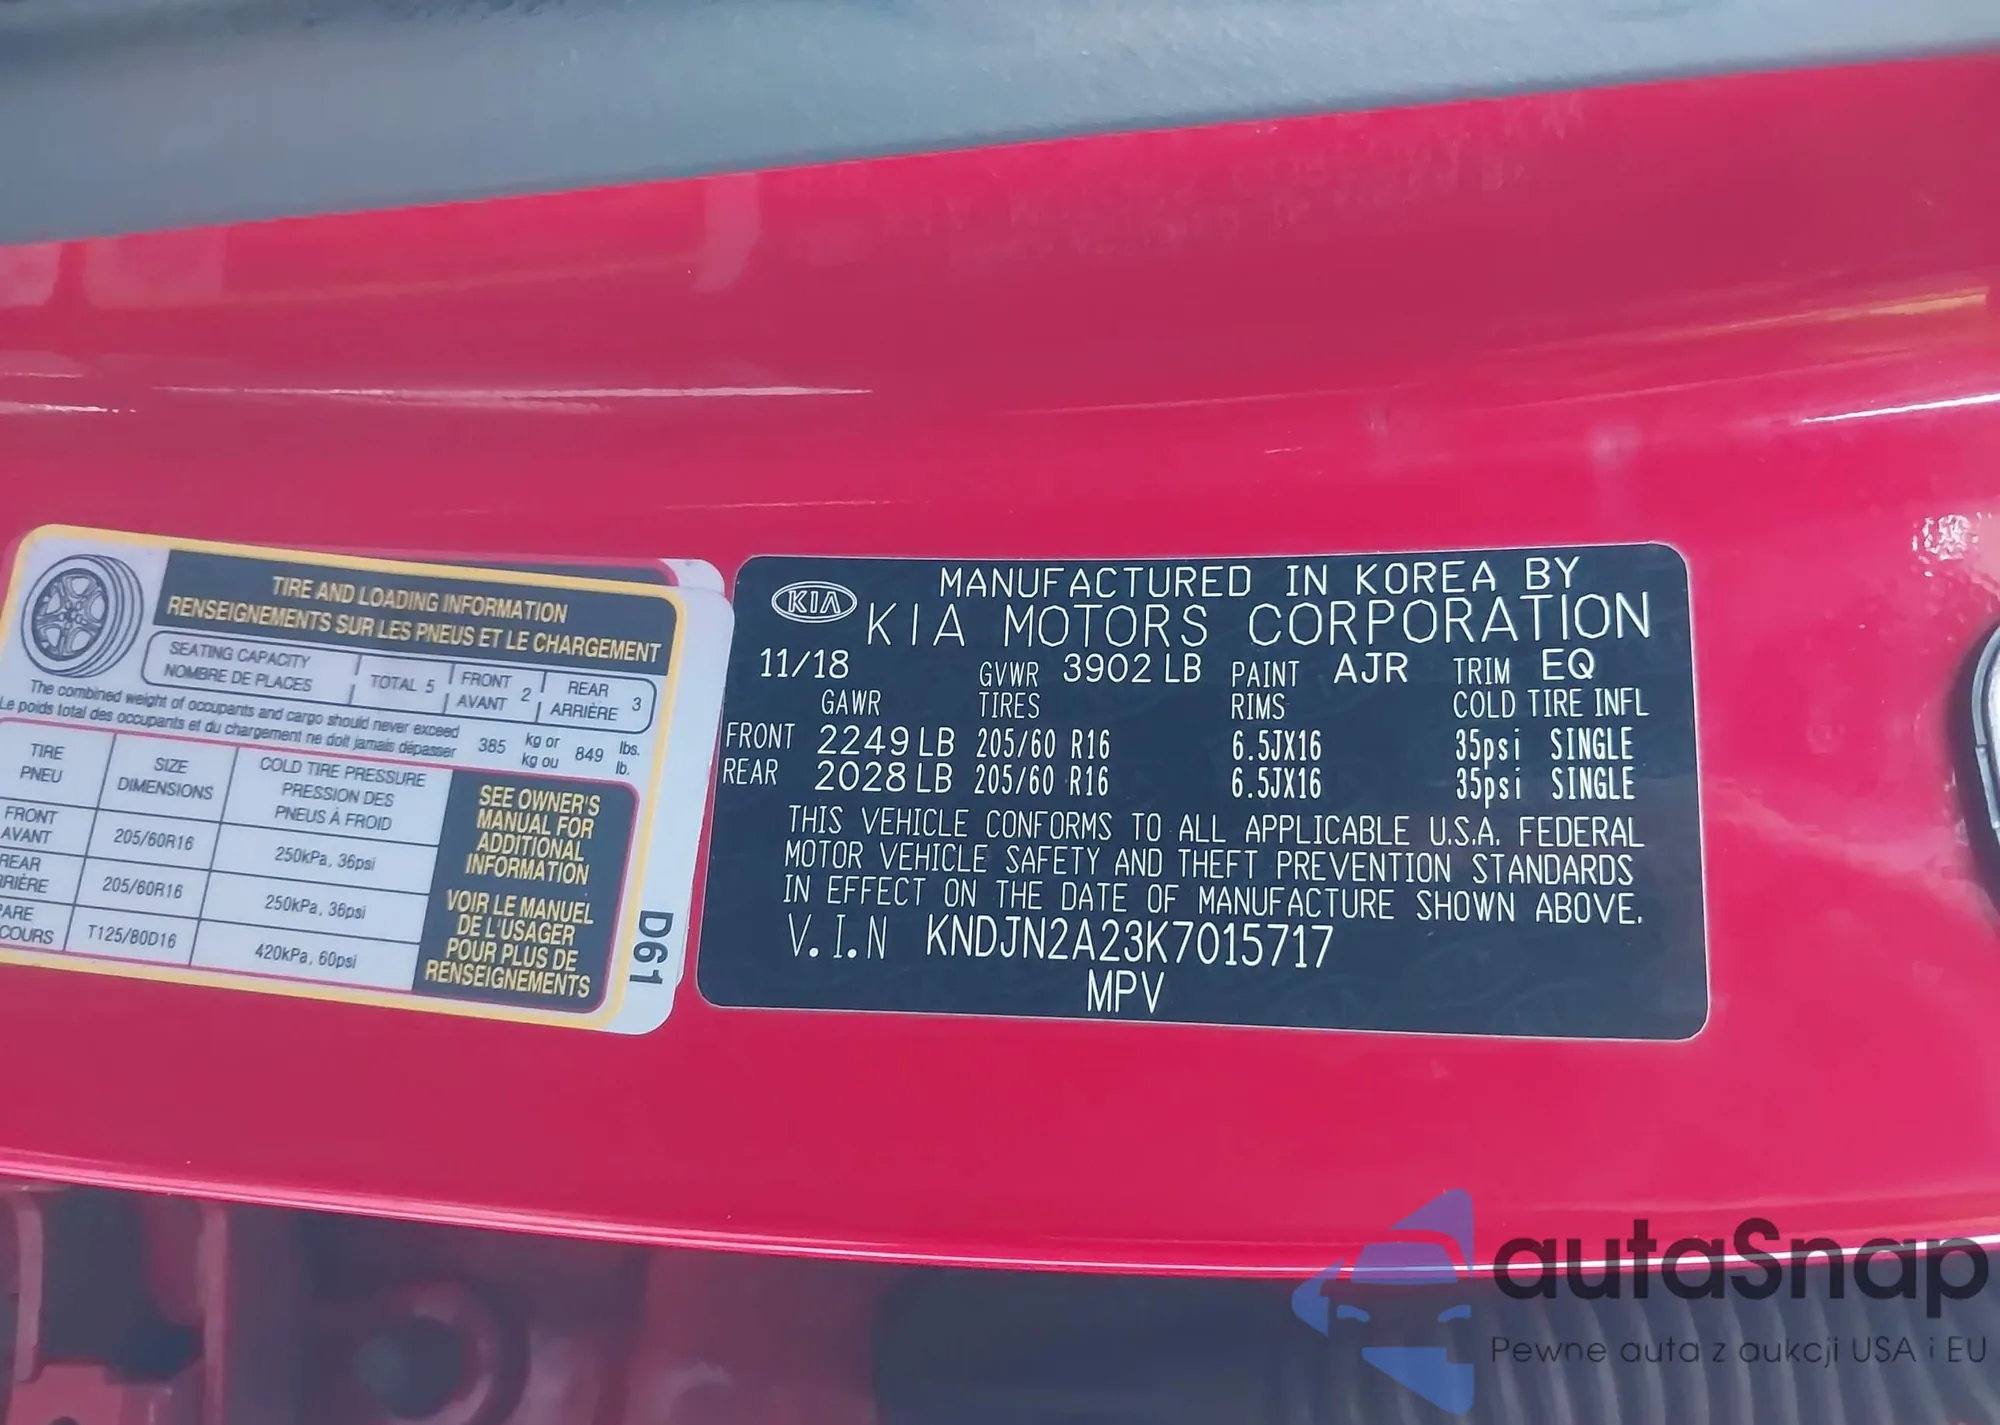 TIRE AND LOADING INFORMATION
RENSEIGNEMENTS SUR LES PNEUS ET LE CHARGEMENT
SEATING CAPACITY
NOMBRE DE PLACES
TOTAL 5
FRONT
AVANT
2
REAR
ARRIÈRE
3
The combined weight of occupants and cargo should never exceed
Le poids total des occupants et du chargement ne doit jamais dépasser
385
kg or
kg ou
849
lbs.
lb.
TIRE
PNEU
SIZE
DIMENSIONS
COLD TIRE PRESSURE
PRESSION DES
PNEUS À FROID
FRONT
AVANT
205/60R16
250kPa, 36psi
REAR
RRIÈRE
205/60R16
250kPa, 36psi
ARE
COURS
T125/80D16
420kPa, 60psi
SEE OWNER'S
MANUAL FOR
ADDITIONAL
INFORMATION
VOIR LE MANUEL
DE L'USAGER
POUR PLUS DE
RENSEIGNEMENTS
D61
KIA
MANUFACTURED IN KOREA BY
KIA MOTORS CORPORATION
11/18 GVWR 3902 LB PAINT AJR TRIM EQ
GAWR TIRES RIMS COLD TIRE INFL
FRONT 2249 LB 205/60 R16 6.5JX16 35psi SINGLE
REAR 2028 LB 205/60 R16 6.5JX16 35psi SINGLE
THIS VEHICLE CONFORMS TO ALL APPLICABLE U.S.A. FEDERAL
MOTOR VEHICLE SAFETY AND THEFT PREVENTION STANDARDS
IN EFFECT ON THE DATE OF MANUFACTURE SHOWN ABOVE.
V.I.N KNDJN2A23K7015717
MPV
autaSnap
Pewne auta z aukcji USA i EU